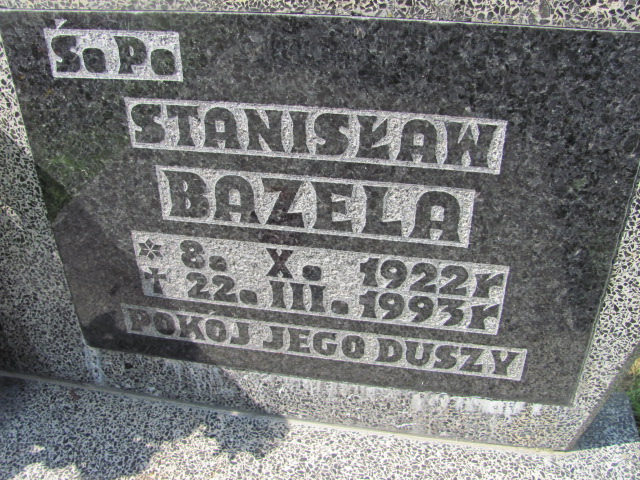 Ś.P.
STANISŁAW
BAZELA
* 8. X. 1922r
† 22. III. 1993r
POKÓJ JEGO DUSZY